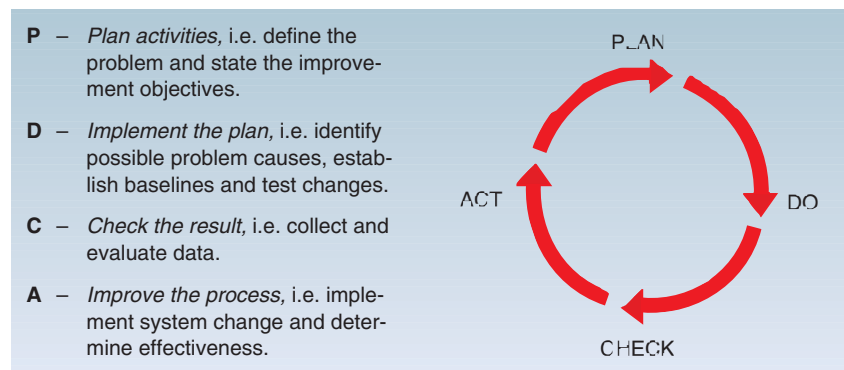 P – Plan activities, i.e. define the
problem and state the improve-
ment objectives.
D – Implement the plan, i.e. identify
possible problem causes, estab-
lish baselines and test changes.
C – Check the result, i.e. collect and
evaluate data.
A – Improve the process, i.e. imple-
ment system change and deter-
mine effectiveness.
PLAN
DO
CHECK
ACT